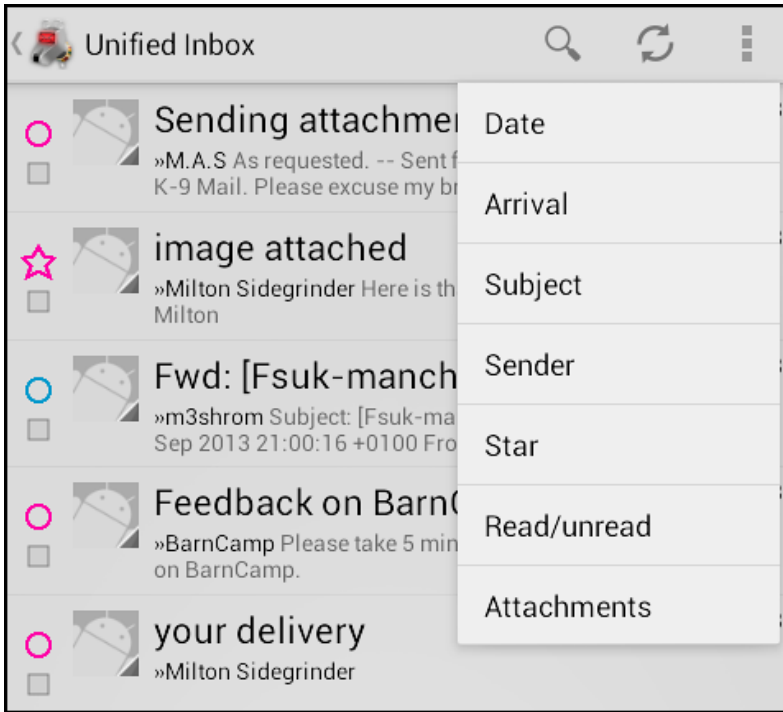 Unified Inbox
Sending attachme
»M.A.S As requested. -- Sent f
K-9 Mail. Please excuse my br
image attached
»Milton Sidegrinder Here is th
Milton
Fwd: [Fsuk-manch
»m3shrom Subject: [Fsuk-ma
Sep 2013 21:00:16 +0100 Fro
Feedback on Barn
»BarnCamp Please take 5 min
on BarnCamp.
your delivery
»Milton Sidegrinder
Date
Arrival
Subject
Sender
Star
Read/unread
Attachments